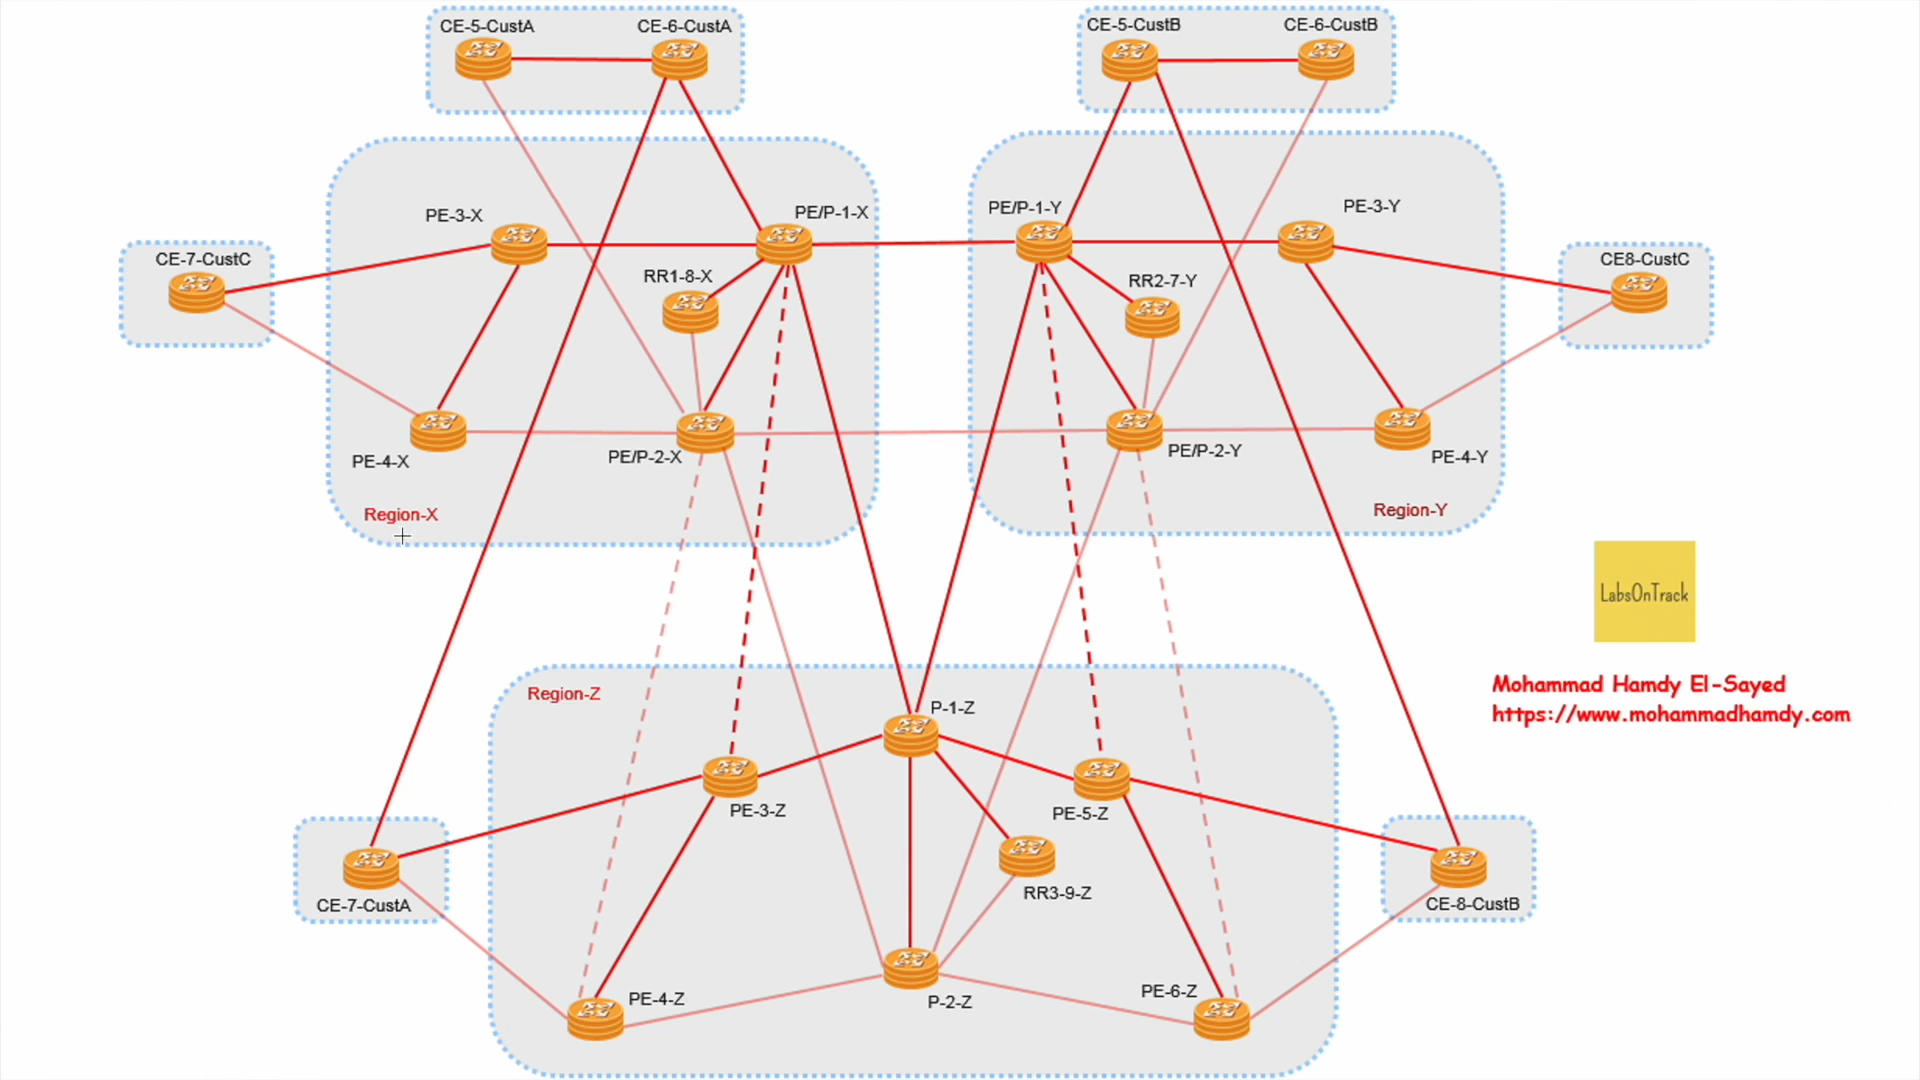 CE-5-CustA
CE-6-CustA
CE-5-CustB
CE-6-CustB
PE-3-X
PE/P-1-X
PE/P-1-Y
PE-3-Y
CE-7-CustC
RR1-8-X
RR2-7-Y
CE8-CustC
PE-4-X
PE/P-2-X
PE/P-2-Y
PE-4-Y
Region-X
Region-Y
LabsOnTrack
Mohammad Hamdy El-Sayed
https://www.mohammadhamdy.com
Region-Z
P-1-Z
PE-3-Z
PE-5-Z
RR3-9-Z
CE-7-CustA
CE-8-CustB
PE-4-Z
P-2-Z
PE-6-Z